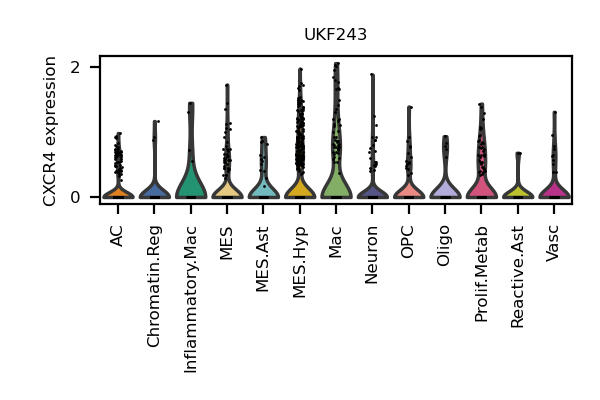 UKF243
CXCR4 expression
2
0
AC
Chromatin.Reg
Inflammatory.Mac
MES
MES.Ast
MES.Hyp
Mac
Neuron
OPC
Oligo
Prolif.Metab
Reactive.Ast
Vasc